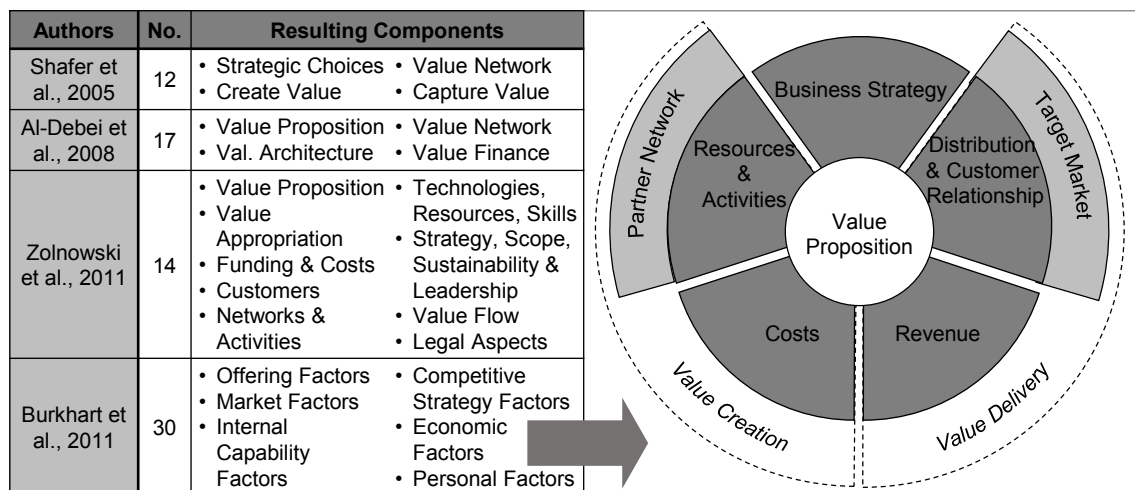 Authors No. Resulting Components
Shafer et
al., 2005
12
• Strategic Choices
• Create Value
• Value Network
• Capture Value
Al-Debei et
al., 2008
17
• Value Proposition
• Val. Architecture
• Value Network
• Value Finance
Zolnowski
et al., 2011
14
• Value Proposition
• Value
Appropriation
• Funding & Costs
• Customers
• Networks &
Activities
• Technologies,
Resources, Skills
• Strategy, Scope,
Sustainability &
Leadership
• Value Flow
• Legal Aspects
Burkhart et
al., 2011
30
• Offering Factors
• Market Factors
• Internal
Capability
Factors
• Competitive
Strategy Factors
• Economic
Factors
• Personal Factors
Business Strategy
Partner Network
Resources
&
Activities
Distribution
& Customer
Relationship
Target Market
Value
Proposition
Costs
Revenue
Value Creation
Value Delivery